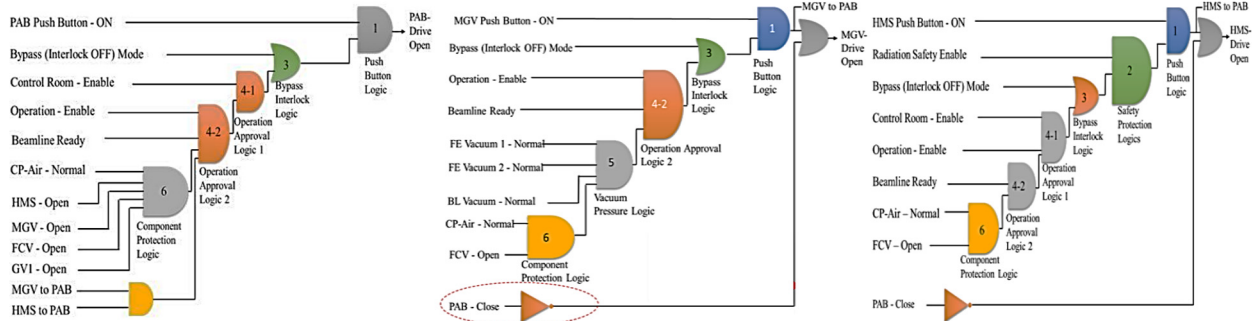 PAB Push Button - ON
Bypass (Interlock OFF) Mode
Control Room - Enable
Operation - Enable
Beamline Ready
CP-Air - Normal
HMS - Open
MGV - Open
FCV - Open
GV1 - Open
MGV to PAB
HMS to PAB
1
Push
Button
Logic
PAB-
Drive
Open
3
Bypass
Interlock
Logic
4-1
Operation
Approval
Logic 1
4-2
Operation
Approval
Logic 2
6
Component
Protection
Logic
MGV Push Button - ON
Bypass (Interlock OFF) Mode
Operation - Enable
Beamline Ready
FE Vacuum 1 - Normal
FE Vacuum 2 - Normal
BL Vacuum - Normal
CP-Air - Normal
FCV - Open
PAB - Close
MGV to PAB
1
Push
Button
Logic
MGV-
Drive
Open
3
Bypass
Interlock
Logic
4-2
Operation Approval
Logic 2
5
Vacuum
Pressure Logic
6
Component
Protection Logic
HMS Push Button - ON
Radiation Safety Enable
Bypass (Interlock OFF) Mode
Control Room - Enable
Operation - Enable
Beamline Ready
CP-Air – Normal
FCV – Open
PAB - Close
HMS to PAB
1
Push
Button
Logic
HMS-
Drive
Open
2
Safety
Protection
Logics
3
Bypass
Interlock
Logic
4-1
Operation
Approval
Logic 1
4-2
Operation
Approval
Logic 2
6
Component
Protection Logic